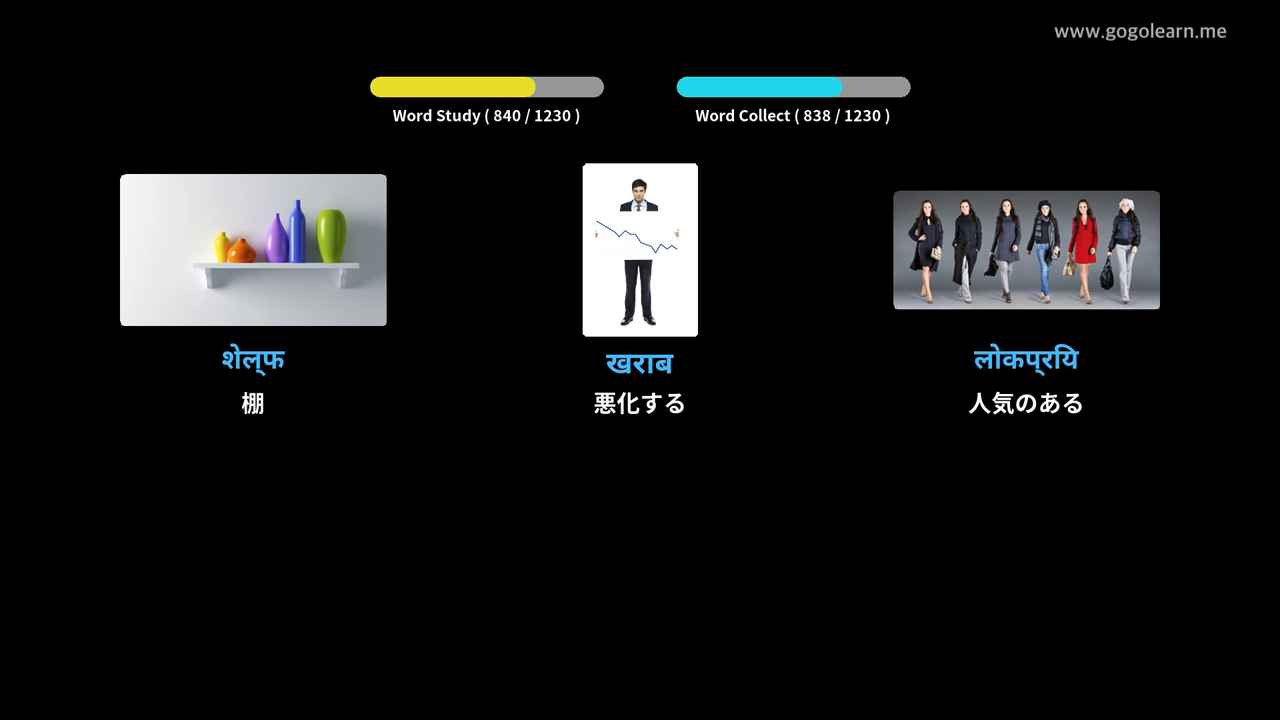 www.gogolearn.me
Word Study ( 840 / 1230 )
Word Collect ( 838 / 1230 )
शेल्फ
खराब
लोकप्रिय
棚
悪化する
人気のある